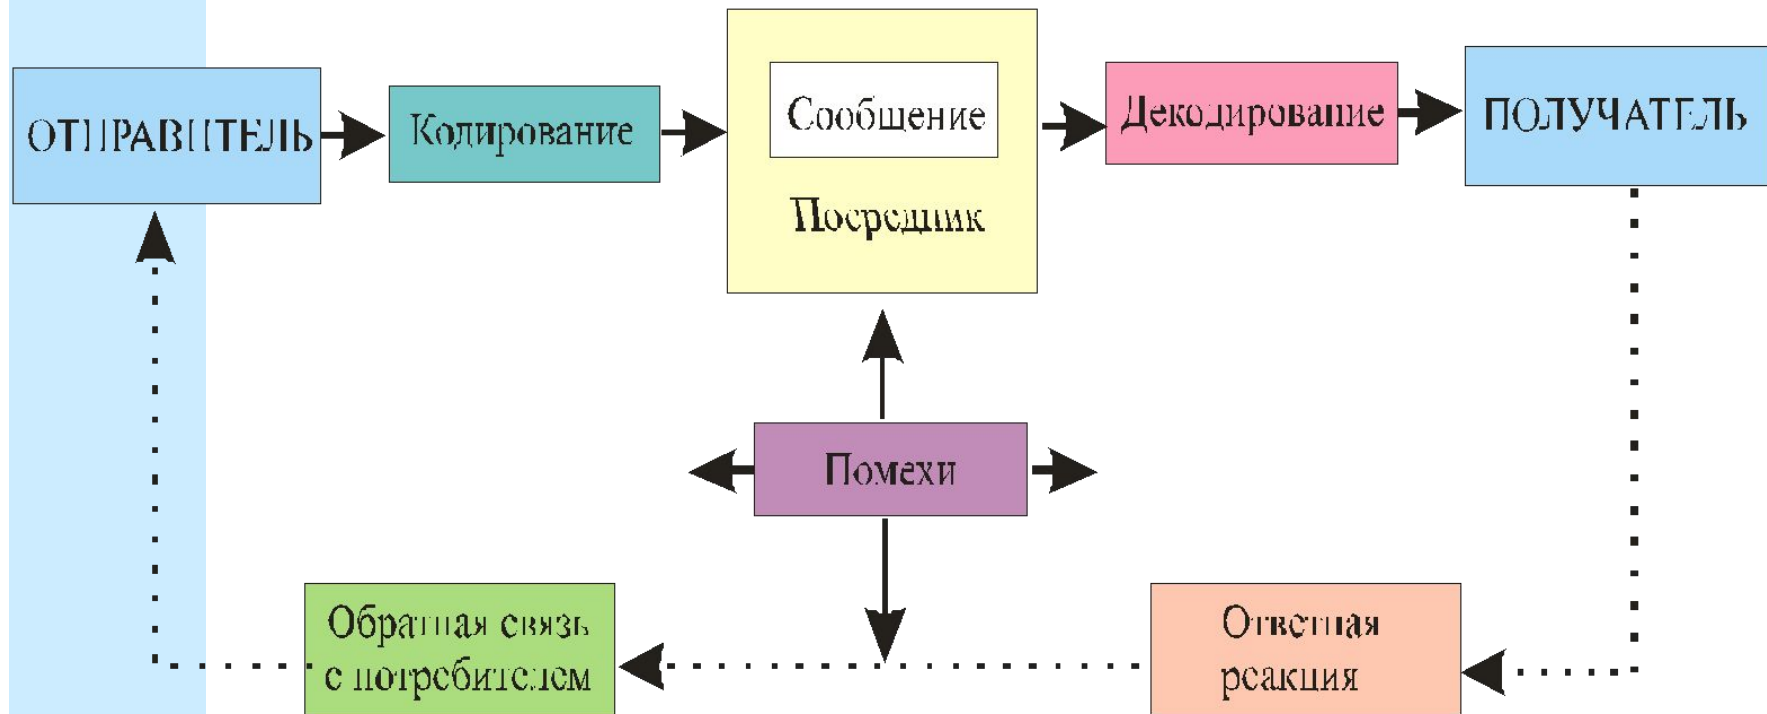 ОТПРАВИТЕЛЬ
Кодирование
Сообщение
Посредник
Декодирование
ПОЛУЧАТЕЛЬ
Помехи
Обратная связь
с потребителем
Ответная
реакция